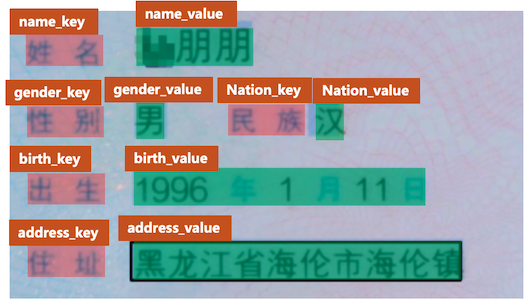 name_key name_value
姓名 朋朋
gender_key gender_value Nation_key Nation_value
性别 男 民族 汉
birth_key birth_value
出生 1996 年 1 月 11 日
address_key address_value
住址 黑龙江省海伦市海伦镇